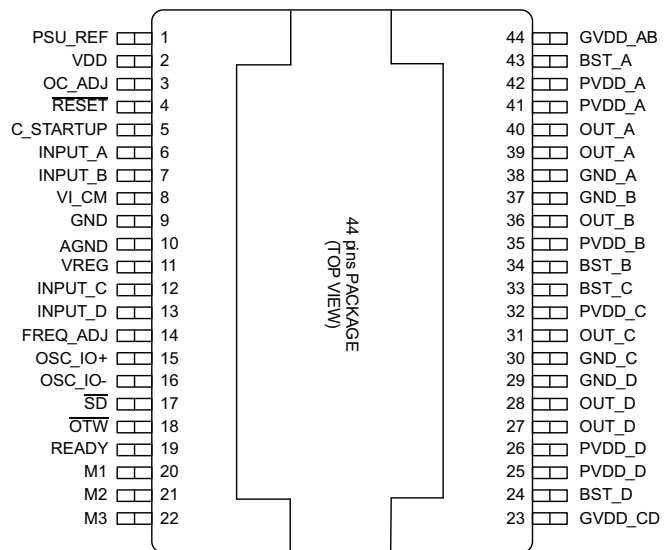 PSU_REF 1 44 GVDD_AB
VDD 2 43 BST_A
OC_ADJ 3 42 PVDD_A
RESET 4 41 PVDD_A
C_STARTUP 5 40 OUT_A
INPUT_A 6 39 OUT_A
INPUT_B 7 38 GND_A
VI_CM 8 37 GND_B
GND 9 36 OUT_B
AGND 10 35 PVDD_B
VREG 11 34 BST_B
INPUT_C 12 33 BST_C
INPUT_D 13 32 PVDD_C
FREQ_ADJ 14 31 OUT_C
OSC_IO+ 15 30 GND_C
OSC_IO- 16 29 GND_D
SD 17 28 OUT_D
OTW 18 27 OUT_D
READY 19 26 PVDD_D
M1 20 25 PVDD_D
M2 21 24 BST_D
M3 22 23 GVDD_CD
44 pins PACKAGE
(TOP VIEW)